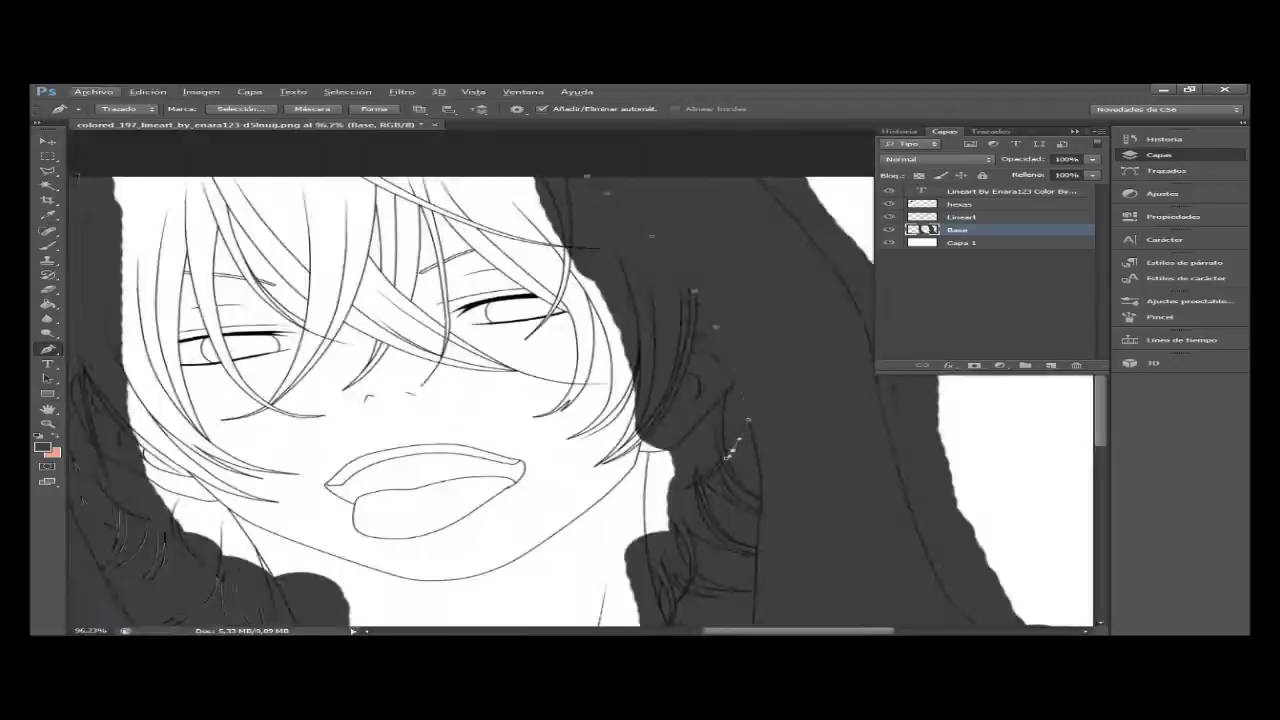 Ps Archivo Edición Imagen Capa Texto Selección Filtro 3D Vista Ventana Ayuda
Trazado Marca: Selección... Máscara Forma Añadir/Eliminar automát. Alinear bordes Novedades de CS6
colored_197_lineart_by_enara123-d5lnuij.png al 96,2% (Base, RGB/8) *
Historia Capas Trazados
Tipo
Normal Opacidad: 100%
Bloq.: Relleno: 100%
Lineart By Enara123 Color By...
Nexas
Lineart
Base
Capa 1
Historia
Capas
Trazados
Ajustes
Propiedades
Carácter
Estilos de párrafo
Estilos de carácter
Ajustes preestable...
Pincel
Línea de tiempo
3D
96,23% Doc: 5,33 MB/9,89 MB